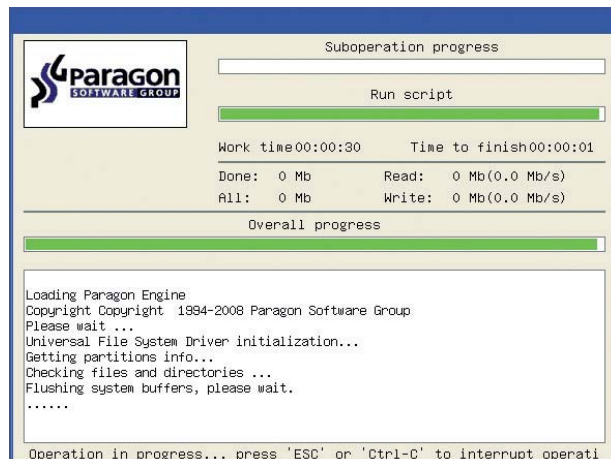 Paragon
SOFTWARE GROUP
Suboperation progress
Run script
Work time00:00:30 Time to finish00:00:01
Done: 0 Mb Read: 0 Mb(0.0 Mb/s)
All: 0 Mb Write: 0 Mb(0.0 Mb/s)
Overall progress
Loading Paragon Engine
Copyright Copyright 1994-2008 Paragon Software Group
Please wait ...
Universal File System Driver initialization...
Getting partitions info...
Checking files and directories ...
Flushing system buffers, please wait.
......
Operation in progress... press 'ESC' or 'Ctrl-C' to interrupt operati